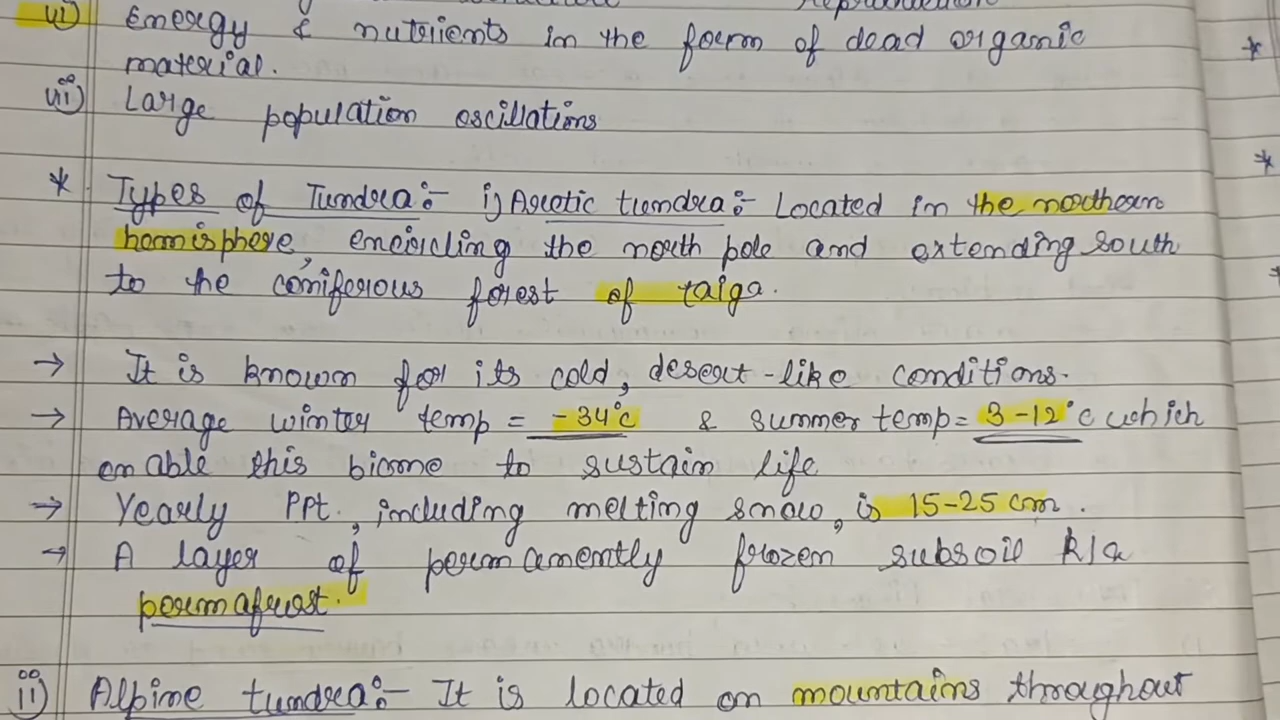 vi) Energy & nutrients in the form of dead organic
material.
vii) Large population oscillations
* Types of Tundra:- i) Arctic tundra:- Located in the northern
hemisphere, encircling the north pole and extending south
to the coniferous forest of taiga.
→ It is known for its cold, desert-like conditions.
→ Average winter temp = -34°c & summer temp = 3-12°c which
enable this biome to sustain life
→ Yearly PPt., including melting snow, is 15-25 cm.
→ A layer of permanently frozen subsoil k/a
permafrost.
ii) Alpine tundra:- It is located on mountains throughout